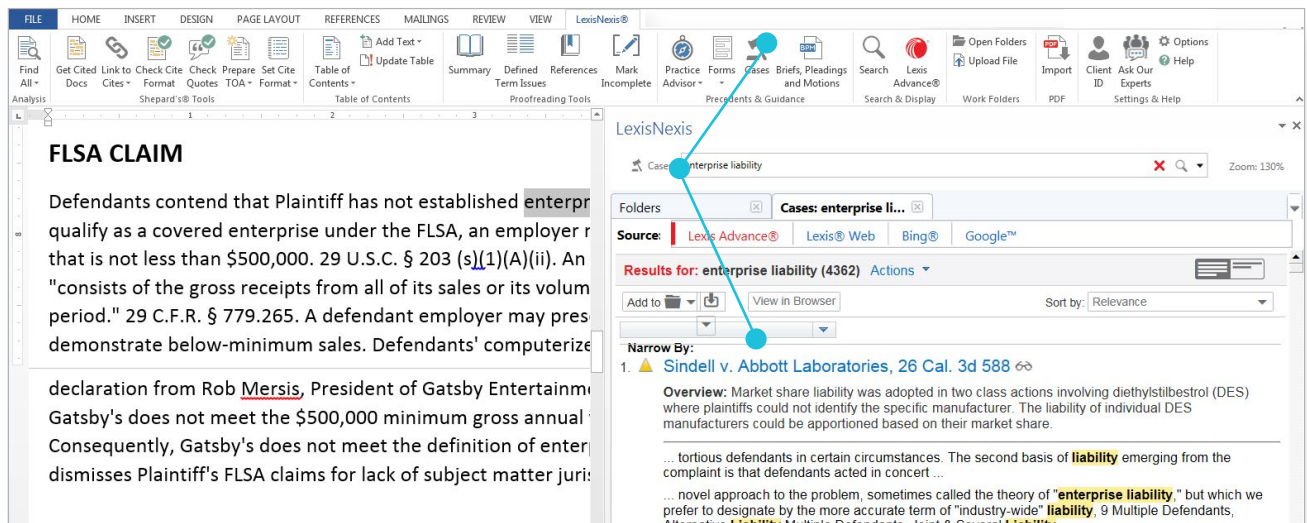 FILE HOME INSERT DESIGN PAGE LAYOUT REFERENCES MAILINGS REVIEW VIEW LexisNexis®
Find All
Get Cited Docs
Link to Cites
Check Cite Format
Check Quotes
Prepare TOA
Set Cite Format
Table of Contents
Add Text
Update Table
Summary
Defined Term Issues
References
Mark Incomplete
Practice Advisor
Forms
Cases
BPM
Briefs, Pleadings and Motions
Search
Lexis Advance®
Open Folders
Upload File
PDF
Import
Client ID
Ask Our Experts
Options
Help
Analysis Shepard's® Tools Table of Contents Proofreading Tools Precedents & Guidance Search & Display Work Folders PDF Settings & Help
L 1 2 3
LexisNexis
enterprise liability
Zoom: 130%
Folders Cases: enterprise li...
Source: Lexis Advance® Lexis® Web Bing® Google™
Results for: enterprise liability (4362) Actions
Add to View in Browser Sort by: Relevance
Narrow By:
1. Sindell v. Abbott Laboratories, 26 Cal. 3d 588
Overview: Market share liability was adopted in two class actions involving diethylstilbestrol (DES)
where plaintiffs could not identify the specific manufacturer. The liability of individual DES
manufacturers could be apportioned based on their market share.
... tortious defendants in certain circumstances. The second basis of liability emerging from the
complaint is that defendants acted in concert ...
... novel approach to the problem, sometimes called the theory of "enterprise liability," but which we
prefer to designate by the more accurate term of "industry-wide" liability, 9 Multiple Defendants,
FLSA CLAIM
Defendants contend that Plaintiff has not established enterpr
qualify as a covered enterprise under the FLSA, an employer
that is not less than $500,000. 29 U.S.C. § 203 (s)(1)(A)(ii). An
"consists of the gross receipts from all of its sales or its volum
period." 29 C.F.R. § 779.265. A defendant employer may pres
demonstrate below-minimum sales. Defendants' computerize
declaration from Rob Mersis, President of Gatsby Entertainm
Gatsby's does not meet the $500,000 minimum gross annual
Consequently, Gatsby's does not meet the definition of enter
dismisses Plaintiff's FLSA claims for lack of subject matter juris